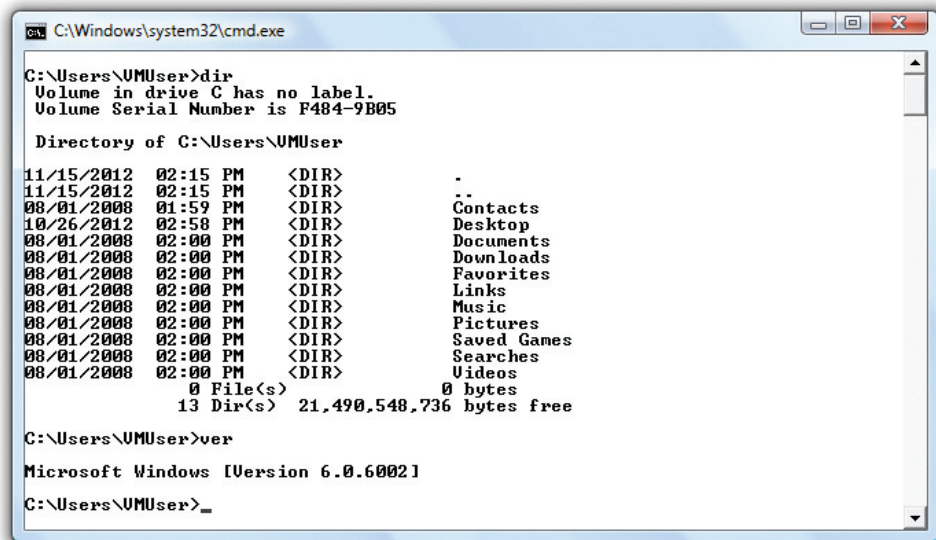 C:\Windows\system32\cmd.exe
C:\Users\VMUser>dir
 Volume in drive C has no label.
 Volume Serial Number is F484-9B05

 Directory of C:\Users\VMUser

11/15/2012  02:15 PM    <DIR>          .
11/15/2012  02:15 PM    <DIR>          ..
08/01/2008  01:59 PM    <DIR>          Contacts
10/26/2012  02:58 PM    <DIR>          Desktop
08/01/2008  02:00 PM    <DIR>          Documents
08/01/2008  02:00 PM    <DIR>          Downloads
08/01/2008  02:00 PM    <DIR>          Favorites
08/01/2008  02:00 PM    <DIR>          Links
08/01/2008  02:00 PM    <DIR>          Music
08/01/2008  02:00 PM    <DIR>          Pictures
08/01/2008  02:00 PM    <DIR>          Saved Games
08/01/2008  02:00 PM    <DIR>          Searches
08/01/2008  02:00 PM    <DIR>          Videos
               0 File(s)              0 bytes
              13 Dir(s)  21,490,548,736 bytes free

C:\Users\VMUser>ver

Microsoft Windows [Version 6.0.6002]

C:\Users\VMUser>_